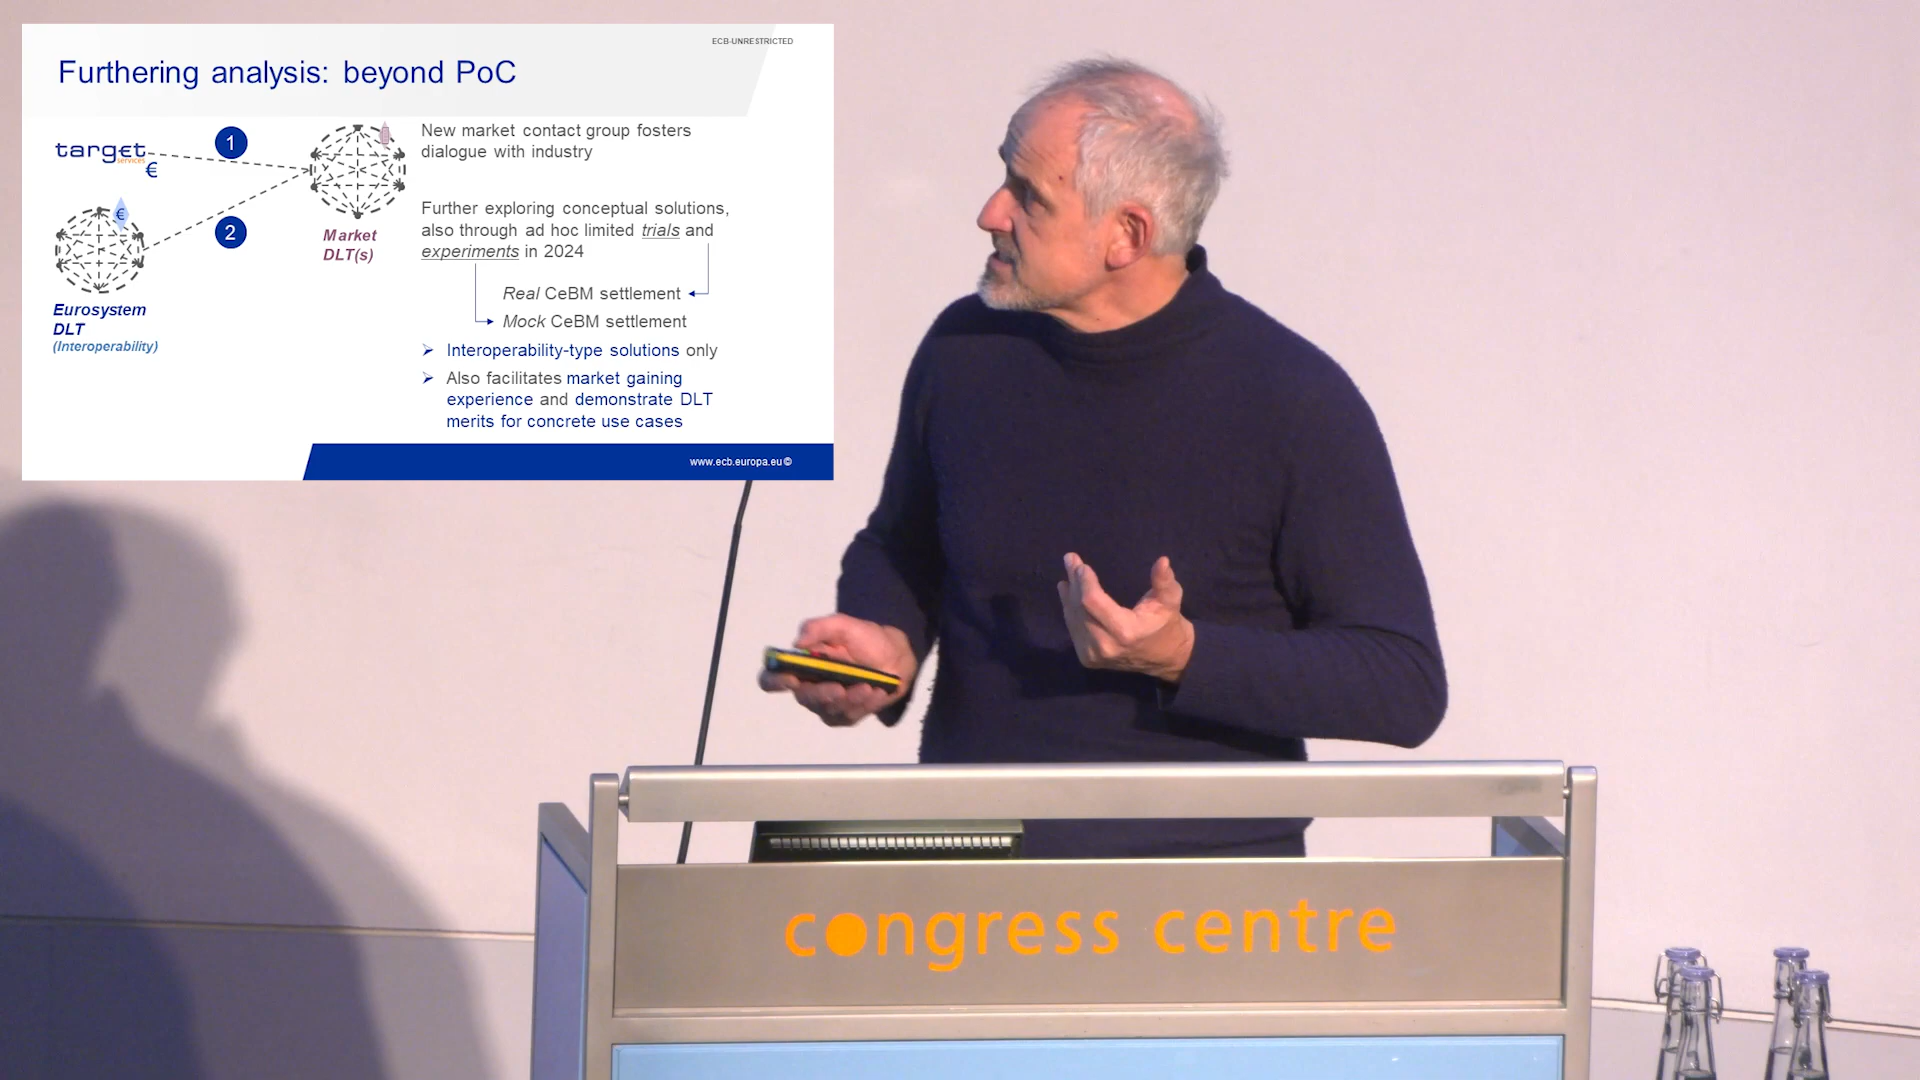 ECB-UNRESTRICTED
Furthering analysis: beyond PoC
target
services
€
1
2
€
Eurosystem
DLT
(Interoperability)
Market
DLT(s)
New market contact group fosters
dialogue with industry
Further exploring conceptual solutions,
also through ad hoc limited trials and
experiments in 2024
Real CeBM settlement
Mock CeBM settlement
➢ Interoperability-type solutions only
➢ Also facilitates market gaining
experience and demonstrate DLT
merits for concrete use cases
www.ecb.europa.eu ©
congress centre